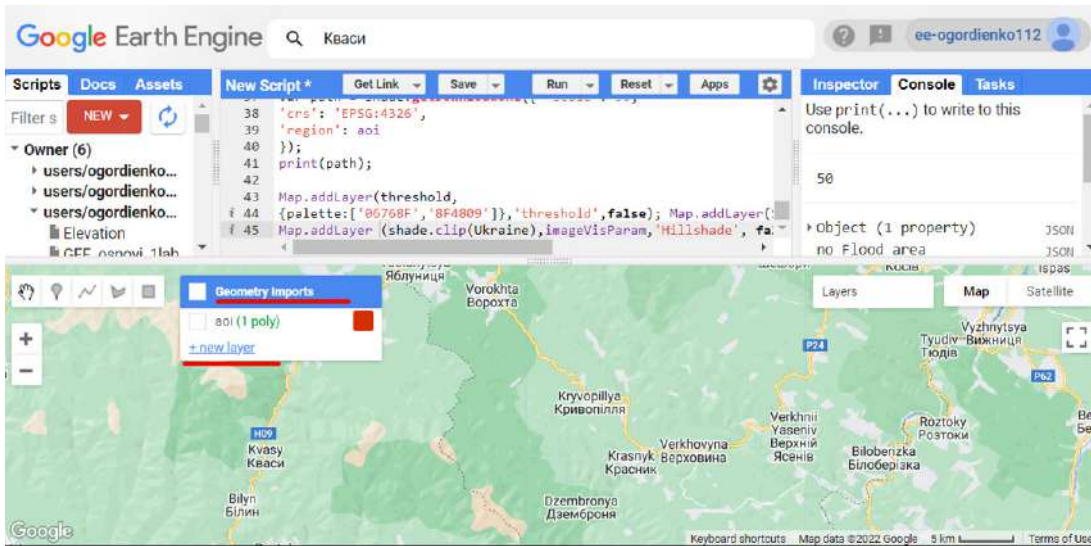 Google Earth Engine
Кваси
ee-ogordienko112
Scripts Docs Assets
Filter s
NEW
Owner (6)
users/ogordienko...
users/ogordienko...
users/ogordienko...
Elevation
GEE_osnovi_1lab
New Script *
Get Link
Save
Run
Reset
Apps
38 'crs': 'EPSG:4326',
39 'region': aoi
40 });
41 print(path);
42
43 Map.addLayer(threshold,
i 44 {palette:['06768F','8F4809']},'threshold',false); Map.addLayer(
i 45 Map.addLayer (shade.clip(Ukraine),imageVisParam,'Hillshade', fa
Inspector Console Tasks
Use print(...) to write to this
console.
50
Object (1 property) JSON
no Flood area JSON
Geometry Imports
aoi (1 poly)
+ new layer
Layers
Map
Satellite
+
−
Яблуниця
Vorokhta
Ворохта
Косів
Ispas
Vyzhnytsya
Вижниця
Tyudiv
Тюдів
P24
P62
Kryvopillya
Кривопілля
Verkhnii
Yaseniv
Верхній
Ясенів
Roztoky
Розтоки
H09
Kvasy
Кваси
Verkhovyna
Верховина
Krasnyk
Красник
Biloberizka
Білоберізка
Bilyn
Білин
Dzembronya
Дземброня
Google
Keyboard shortcuts
Map data ©2022 Google
5 km
Terms of Use